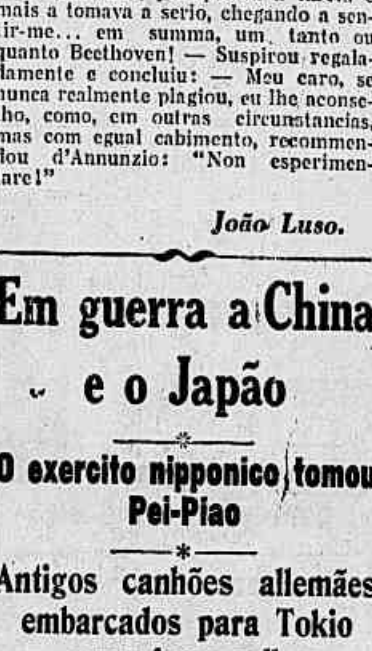 mais a tomava a serio, chegando a sen-
tir-me... em summa, um tanto ou
quanto Beethoven! — Suspirou regala-
damente e concluiu: — Meu caro, se
nunca realmente plagiou, eu lhe aconse-
lho, como, em outras circumstancias,
mas com egual cabimento, recommen-
dou d'Annunzio: "Non esperimen-
tare!"
João Luso.
Em guerra a China
e o Japão
O exercito nipponico tomou
Pei-Piao
Antigos canhões allemães
embarcados para Tokio